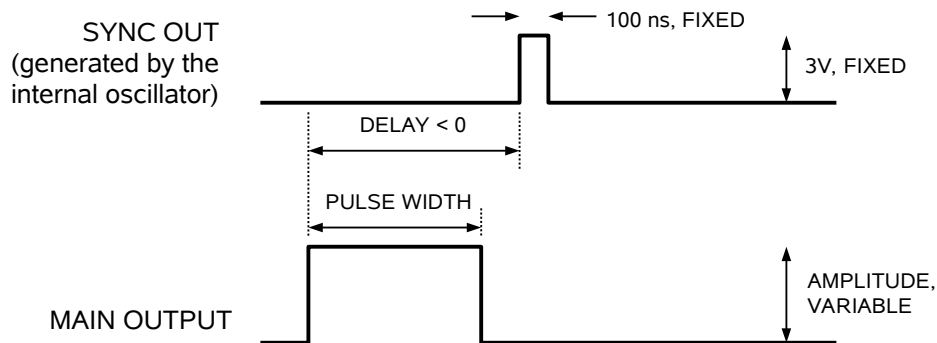 100 ns, FIXED
SYNC OUT
(generated by the
internal oscillator)
3V, FIXED
DELAY < 0
PULSE WIDTH
AMPLITUDE,
VARIABLE
MAIN OUTPUT